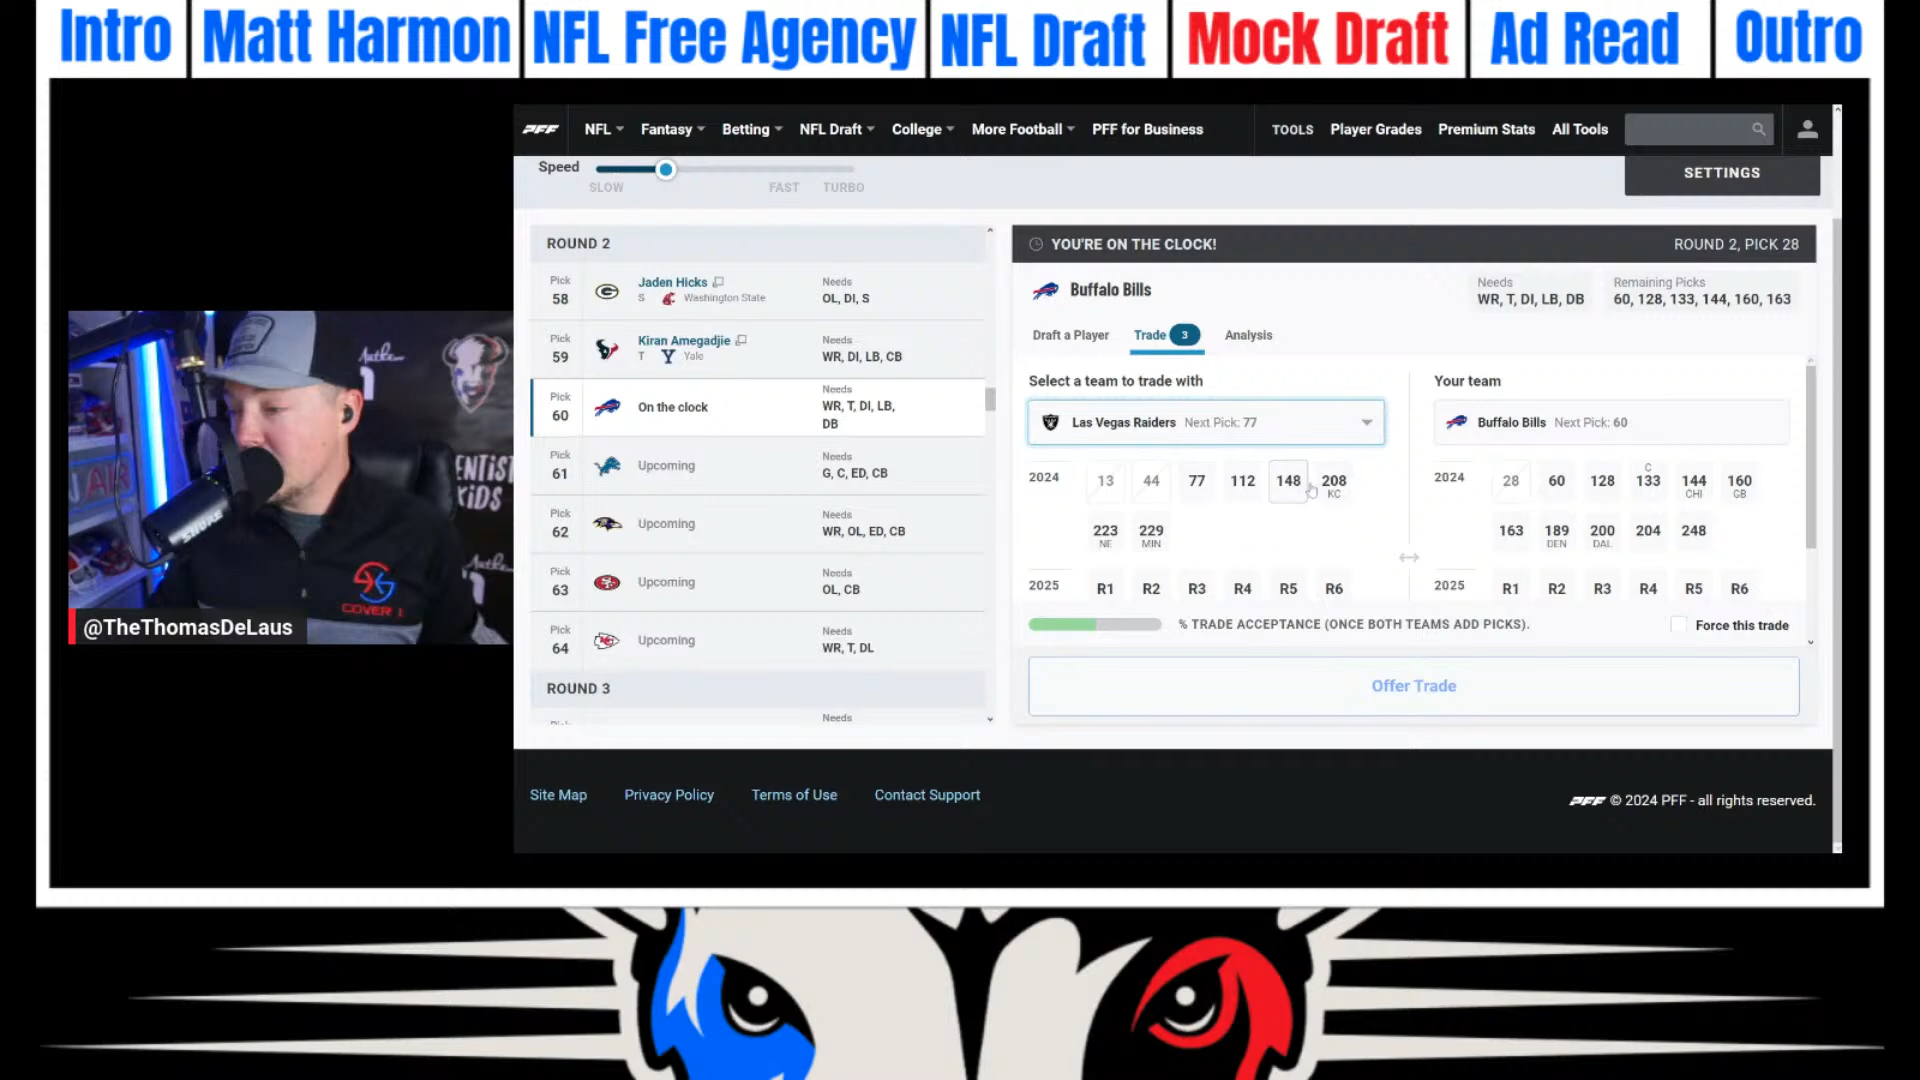 Intro
Matt Harmon
NFL Free Agency
NFL Draft
Mock Draft
Ad Read
Outro
PFF
NFL
Fantasy
Betting
NFL Draft
College
More Football
PFF for Business
TOOLS
Player Grades
Premium Stats
All Tools
Speed
SLOW
FAST
TURBO
SETTINGS
ROUND 2
Pick
58
Jaden Hicks
S Washington State
Needs
OL, DI, S
Pick
59
Kiran Amegadjie
T Y Yale
Needs
WR, DI, LB, CB
Pick
60
On the clock
Needs
WR, T, DI, LB,
DB
Pick
61
Upcoming
Needs
G, C, ED, CB
Pick
62
Upcoming
Needs
WR, OL, ED, CB
Pick
63
Upcoming
Needs
OL, CB
Pick
64
Upcoming
Needs
WR, T, DL
ROUND 3
Needs
YOU'RE ON THE CLOCK!
ROUND 2, PICK 28
Buffalo Bills
Needs
WR, T, DI, LB, DB
Remaining Picks
60, 128, 133, 144, 160, 163
Draft a Player
Trade 3
Analysis
Select a team to trade with
Las Vegas Raiders Next Pick: 77
2024 13 44 77 112 148 208
KC
223 229
NE MIN
2025 R1 R2 R3 R4 R5 R6
Your team
Buffalo Bills Next Pick: 60
C
2024 28 60 128 133 144 160
CHI GB
163 189 200 204 248
DEN DAL
2025 R1 R2 R3 R4 R5 R6
% TRADE ACCEPTANCE (ONCE BOTH TEAMS ADD PICKS).
Force this trade
Offer Trade
Site Map
Privacy Policy
Terms of Use
Contact Support
PFF © 2024 PFF - all rights reserved.
SHURE
COVER 1
@TheThomasDeLaus